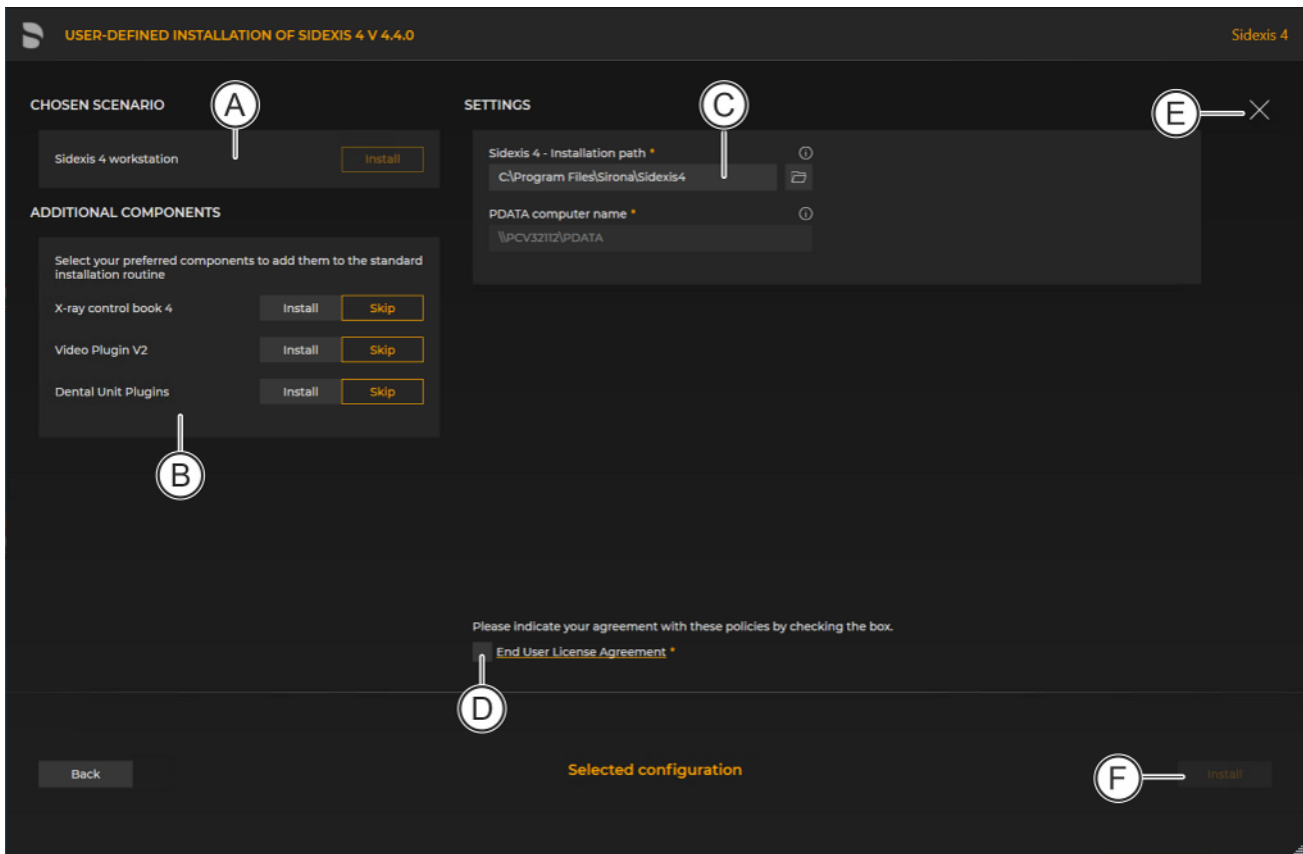 USER-DEFINED INSTALLATION OF SIDEXIS 4 V 4.4.0
Sidexis 4
CHOSEN SCENARIO
A
Sidexis 4 workstation
Install
ADDITIONAL COMPONENTS
Select your preferred components to add them to the standard
installation routine
X-ray control book 4
Install
Skip
Video Plugin V2
Install
Skip
Dental Unit Plugins
Install
Skip
B
SETTINGS
C
E
Sidexis 4 - Installation path *
C:\Program Files\Sirona\Sidexis4
PDATA computer name *
\\PCV32112\PDATA
Please indicate your agreement with these policies by checking the box.
End User License Agreement *
D
Back
Selected configuration
F
Install